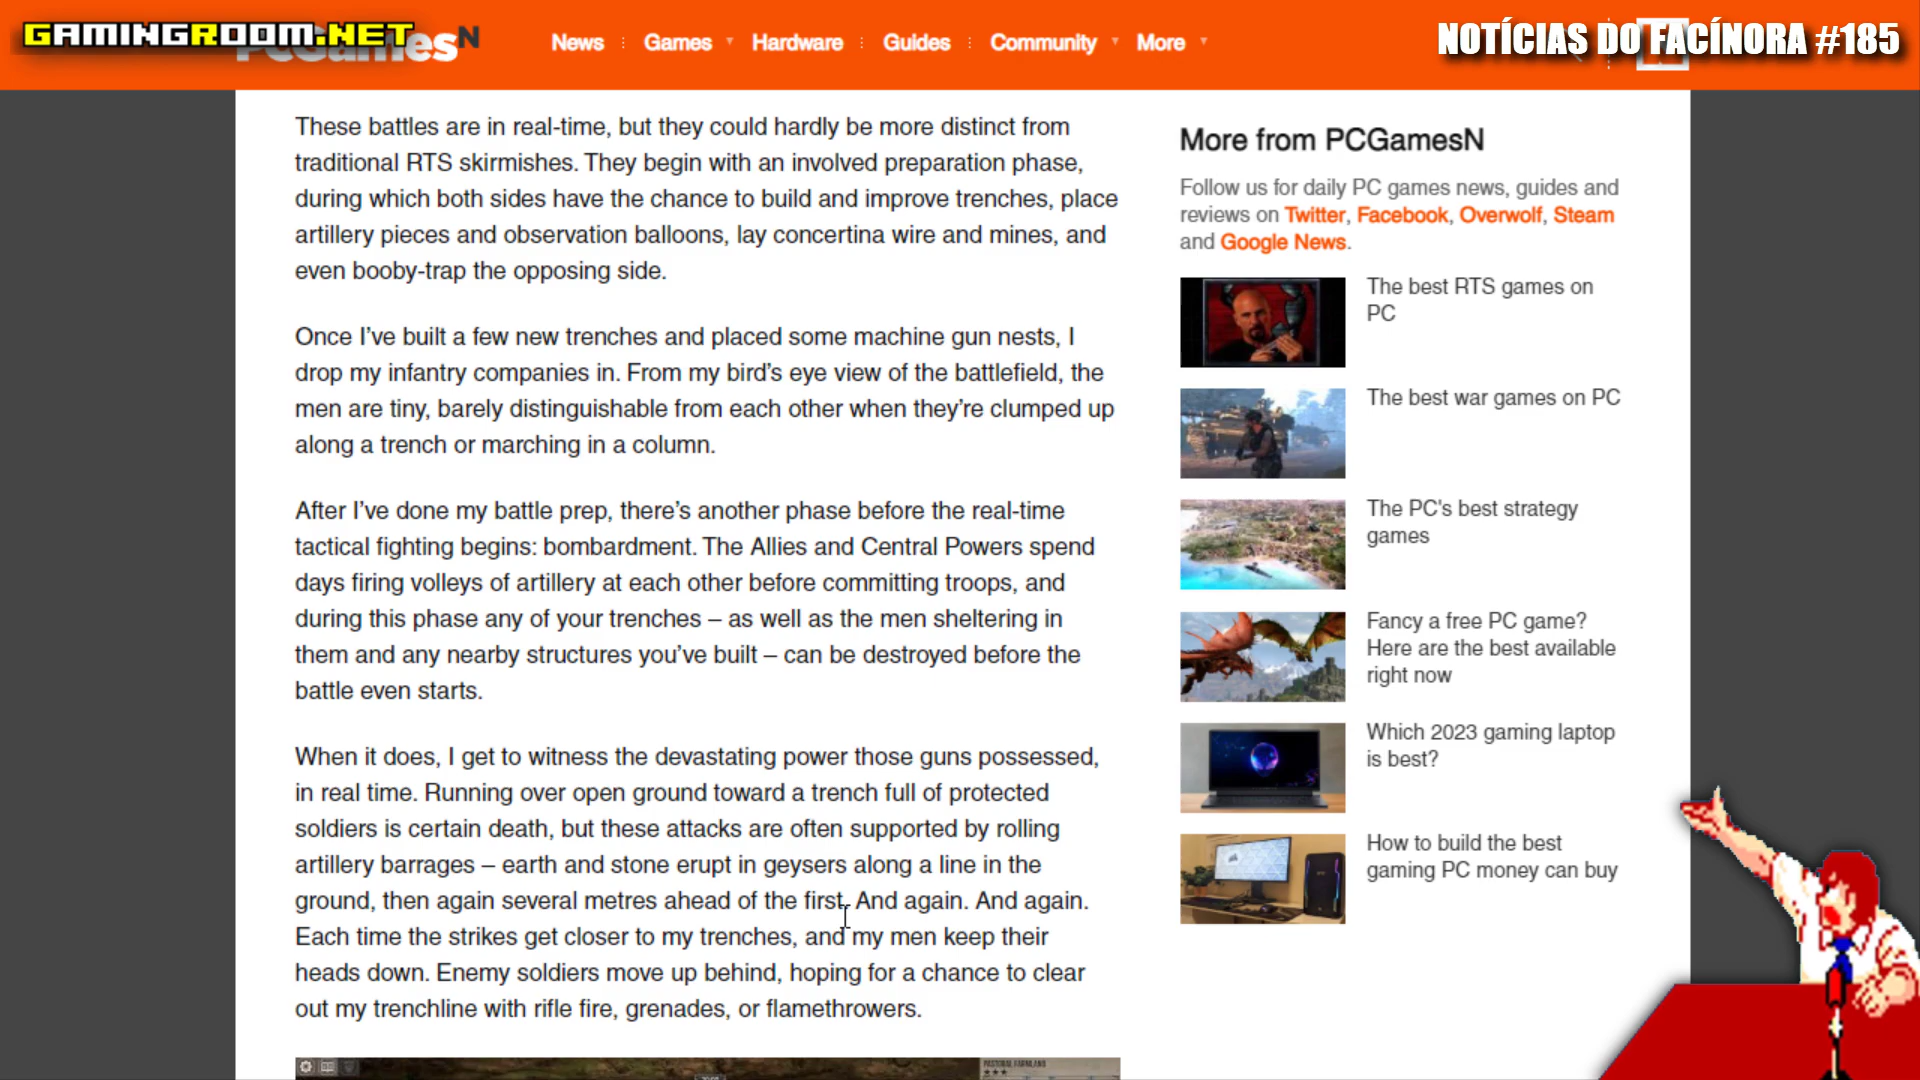 GAMINGROOM.NET
PCGamesN
News
Games
Hardware
Guides
Community
More
NOTÍCIAS DO FACÍNORA #185
These battles are in real-time, but they could hardly be more distinct from
traditional RTS skirmishes. They begin with an involved preparation phase,
during which both sides have the chance to build and improve trenches, place
artillery pieces and observation balloons, lay concertina wire and mines, and
even booby-trap the opposing side.
Once I’ve built a few new trenches and placed some machine gun nests, I
drop my infantry companies in. From my bird’s eye view of the battlefield, the
men are tiny, barely distinguishable from each other when they’re clumped up
along a trench or marching in a column.
After I’ve done my battle prep, there’s another phase before the real-time
tactical fighting begins: bombardment. The Allies and Central Powers spend
days firing volleys of artillery at each other before committing troops, and
during this phase any of your trenches – as well as the men sheltering in
them and any nearby structures you’ve built – can be destroyed before the
battle even starts.
When it does, I get to witness the devastating power those guns possessed,
in real time. Running over open ground toward a trench full of protected
soldiers is certain death, but these attacks are often supported by rolling
artillery barrages – earth and stone erupt in geysers along a line in the
ground, then again several metres ahead of the first. And again. And again.
Each time the strikes get closer to my trenches, and my men keep their
heads down. Enemy soldiers move up behind, hoping for a chance to clear
out my trenchline with rifle fire, grenades, or flamethrowers.
PASTORAL FARMLAND
More from PCGamesN
Follow us for daily PC games news, guides and
reviews on Twitter, Facebook, Overwolf, Steam
and Google News.
The best RTS games on
PC
The best war games on PC
The PC's best strategy
games
Fancy a free PC game?
Here are the best available
right now
Which 2023 gaming laptop
is best?
How to build the best
gaming PC money can buy